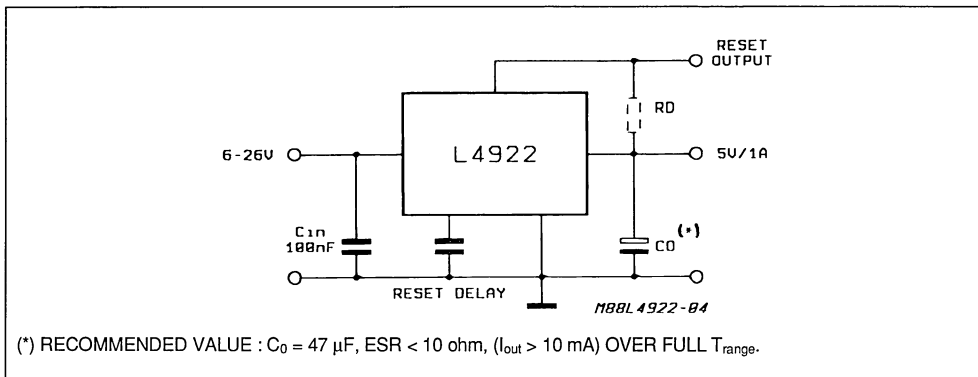 RESET
OUTPUT
RD
6-26V
L4922
5V/1A
Cin
100nF
(*)
CO
RESET DELAY
M88L4922-04
(*) RECOMMENDED VALUE : C₀ = 47 µF, ESR < 10 ohm, (Iout > 10 mA) OVER FULL Trange.